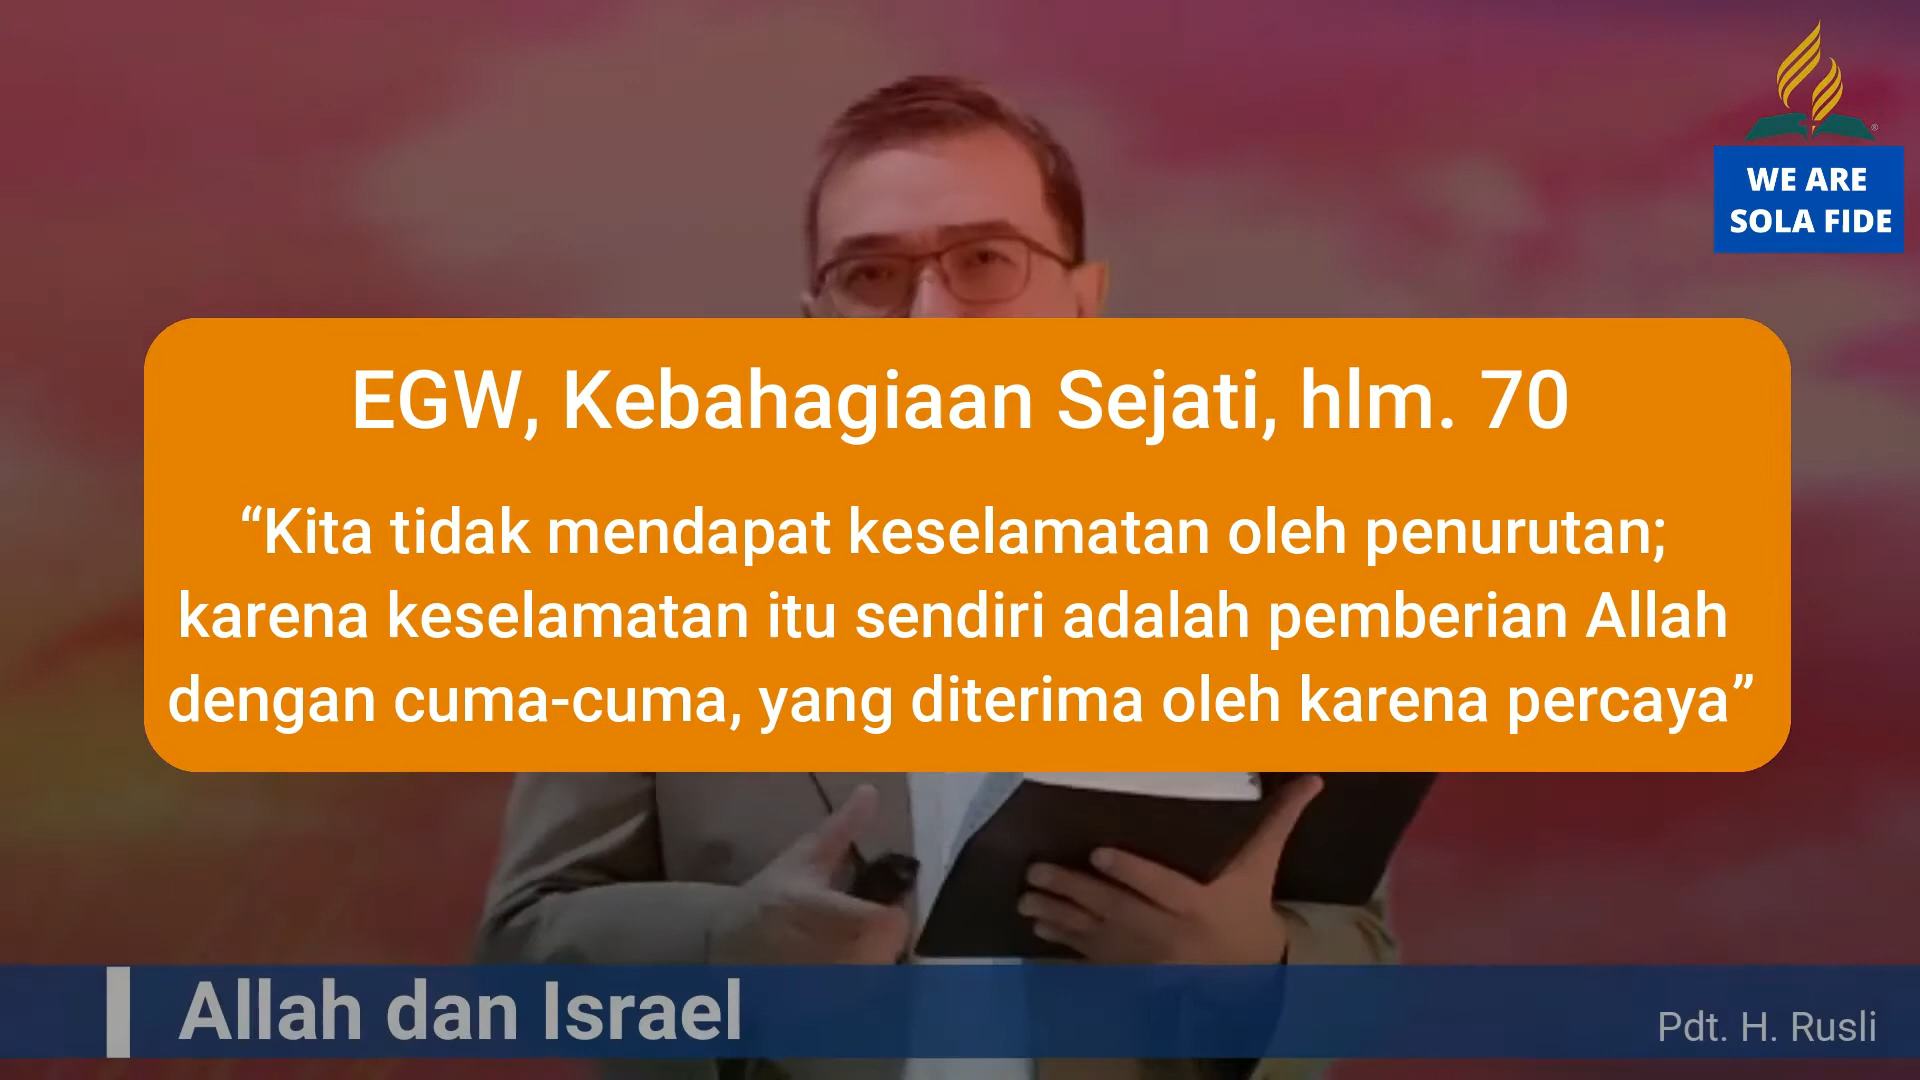 WE ARE
SOLA FIDE
EGW, Kebahagiaan Sejati, hlm. 70
“Kita tidak mendapat keselamatan oleh penurutan;
karena keselamatan itu sendiri adalah pemberian Allah
dengan cuma-cuma, yang diterima oleh karena percaya”
Allah dan Israel
Pdt. H. Rusli